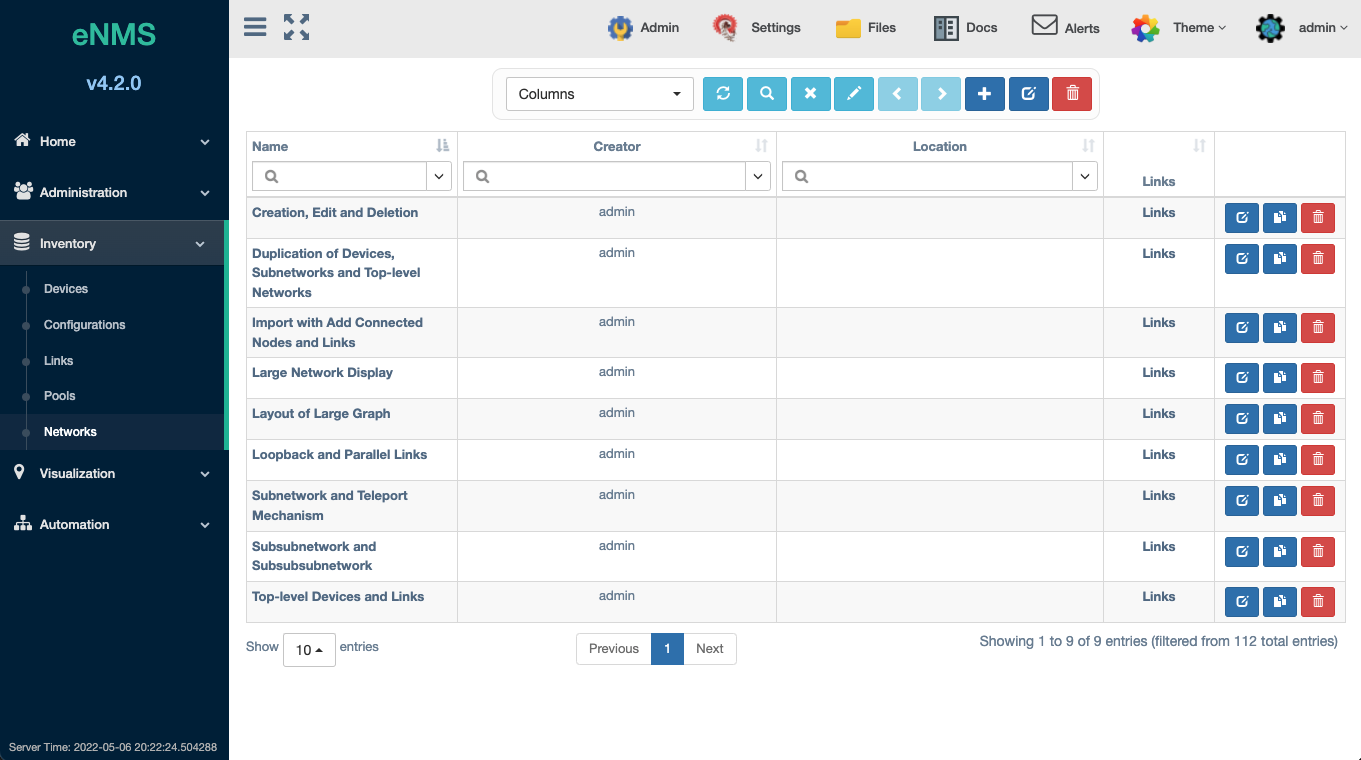 eNMS
v4.2.0
Home
Administration
Inventory
Devices
Configurations
Links
Pools
Networks
Visualization
Automation
Server Time: 2022-05-06 20:22:24.504288
Admin
Settings
Files
Docs
Alerts
Theme
admin
Columns
Name
Creator
Location
Links
Creation, Edit and Deletion
admin
Links
Duplication of Devices,
Subnetworks and Top-level
Networks
admin
Links
Import with Add Connected
Nodes and Links
admin
Links
Large Network Display
admin
Links
Layout of Large Graph
admin
Links
Loopback and Parallel Links
admin
Links
Subnetwork and Teleport
Mechanism
admin
Links
Subsubnetwork and
Subsubsubnetwork
admin
Links
Top-level Devices and Links
admin
Links
Show 10 entries
Previous 1 Next
Showing 1 to 9 of 9 entries (filtered from 112 total entries)